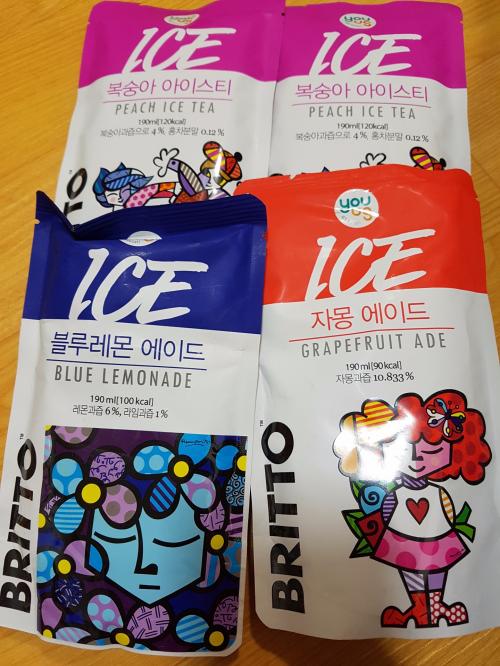 ICE
복숭아 아이스티
PEACH ICE TEA
190ml[120kcal]
복숭아과즙으로 4%, 홍차분말 0.12%
BRITTO
you
us
ICE
복숭아 아이스티
PEACH ICE TEA
190ml[120kcal]
복숭아과즙으로 4%, 홍차분말 0.12%
ICE
블루레몬 에이드
BLUE LEMONADE
190 ml[100 kcal]
레몬과즙 6%, 라임과즙 1%
BRITTO
you
us
ICE
자몽 에이드
GRAPEFRUIT ADE
190 ml[90 kcal]
자몽과즙 10.833%
BRITTO